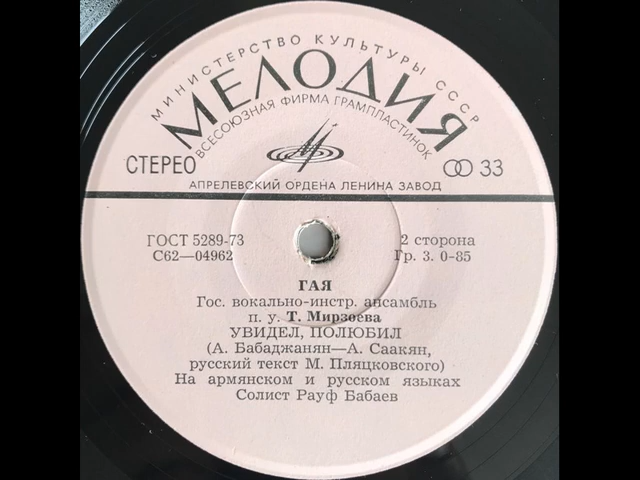 МИНИСТЕРСТВО КУЛЬТУРЫ СССР
МЕЛОДИЯ
ВСЕСОЮЗНАЯ ФИРМА ГРАМПЛАСТИНОК
СТЕРЕО
33
АПРЕЛЕВСКИЙ ОРДЕНА ЛЕНИНА ЗАВОД
ГОСТ 5289-73
2 сторона
С62—04962
Гр. 3. 0-85
ГАЯ
Гос. вокально-инстр. ансамбль
п. у. Т. Мирзоева
УВИДЕЛ, ПОЛЮБИЛ
(А. Бабаджанян—А. Саакян,
русский текст М. Пляцковского)
На армянском и русском языках
Солист Рауф Бабаев